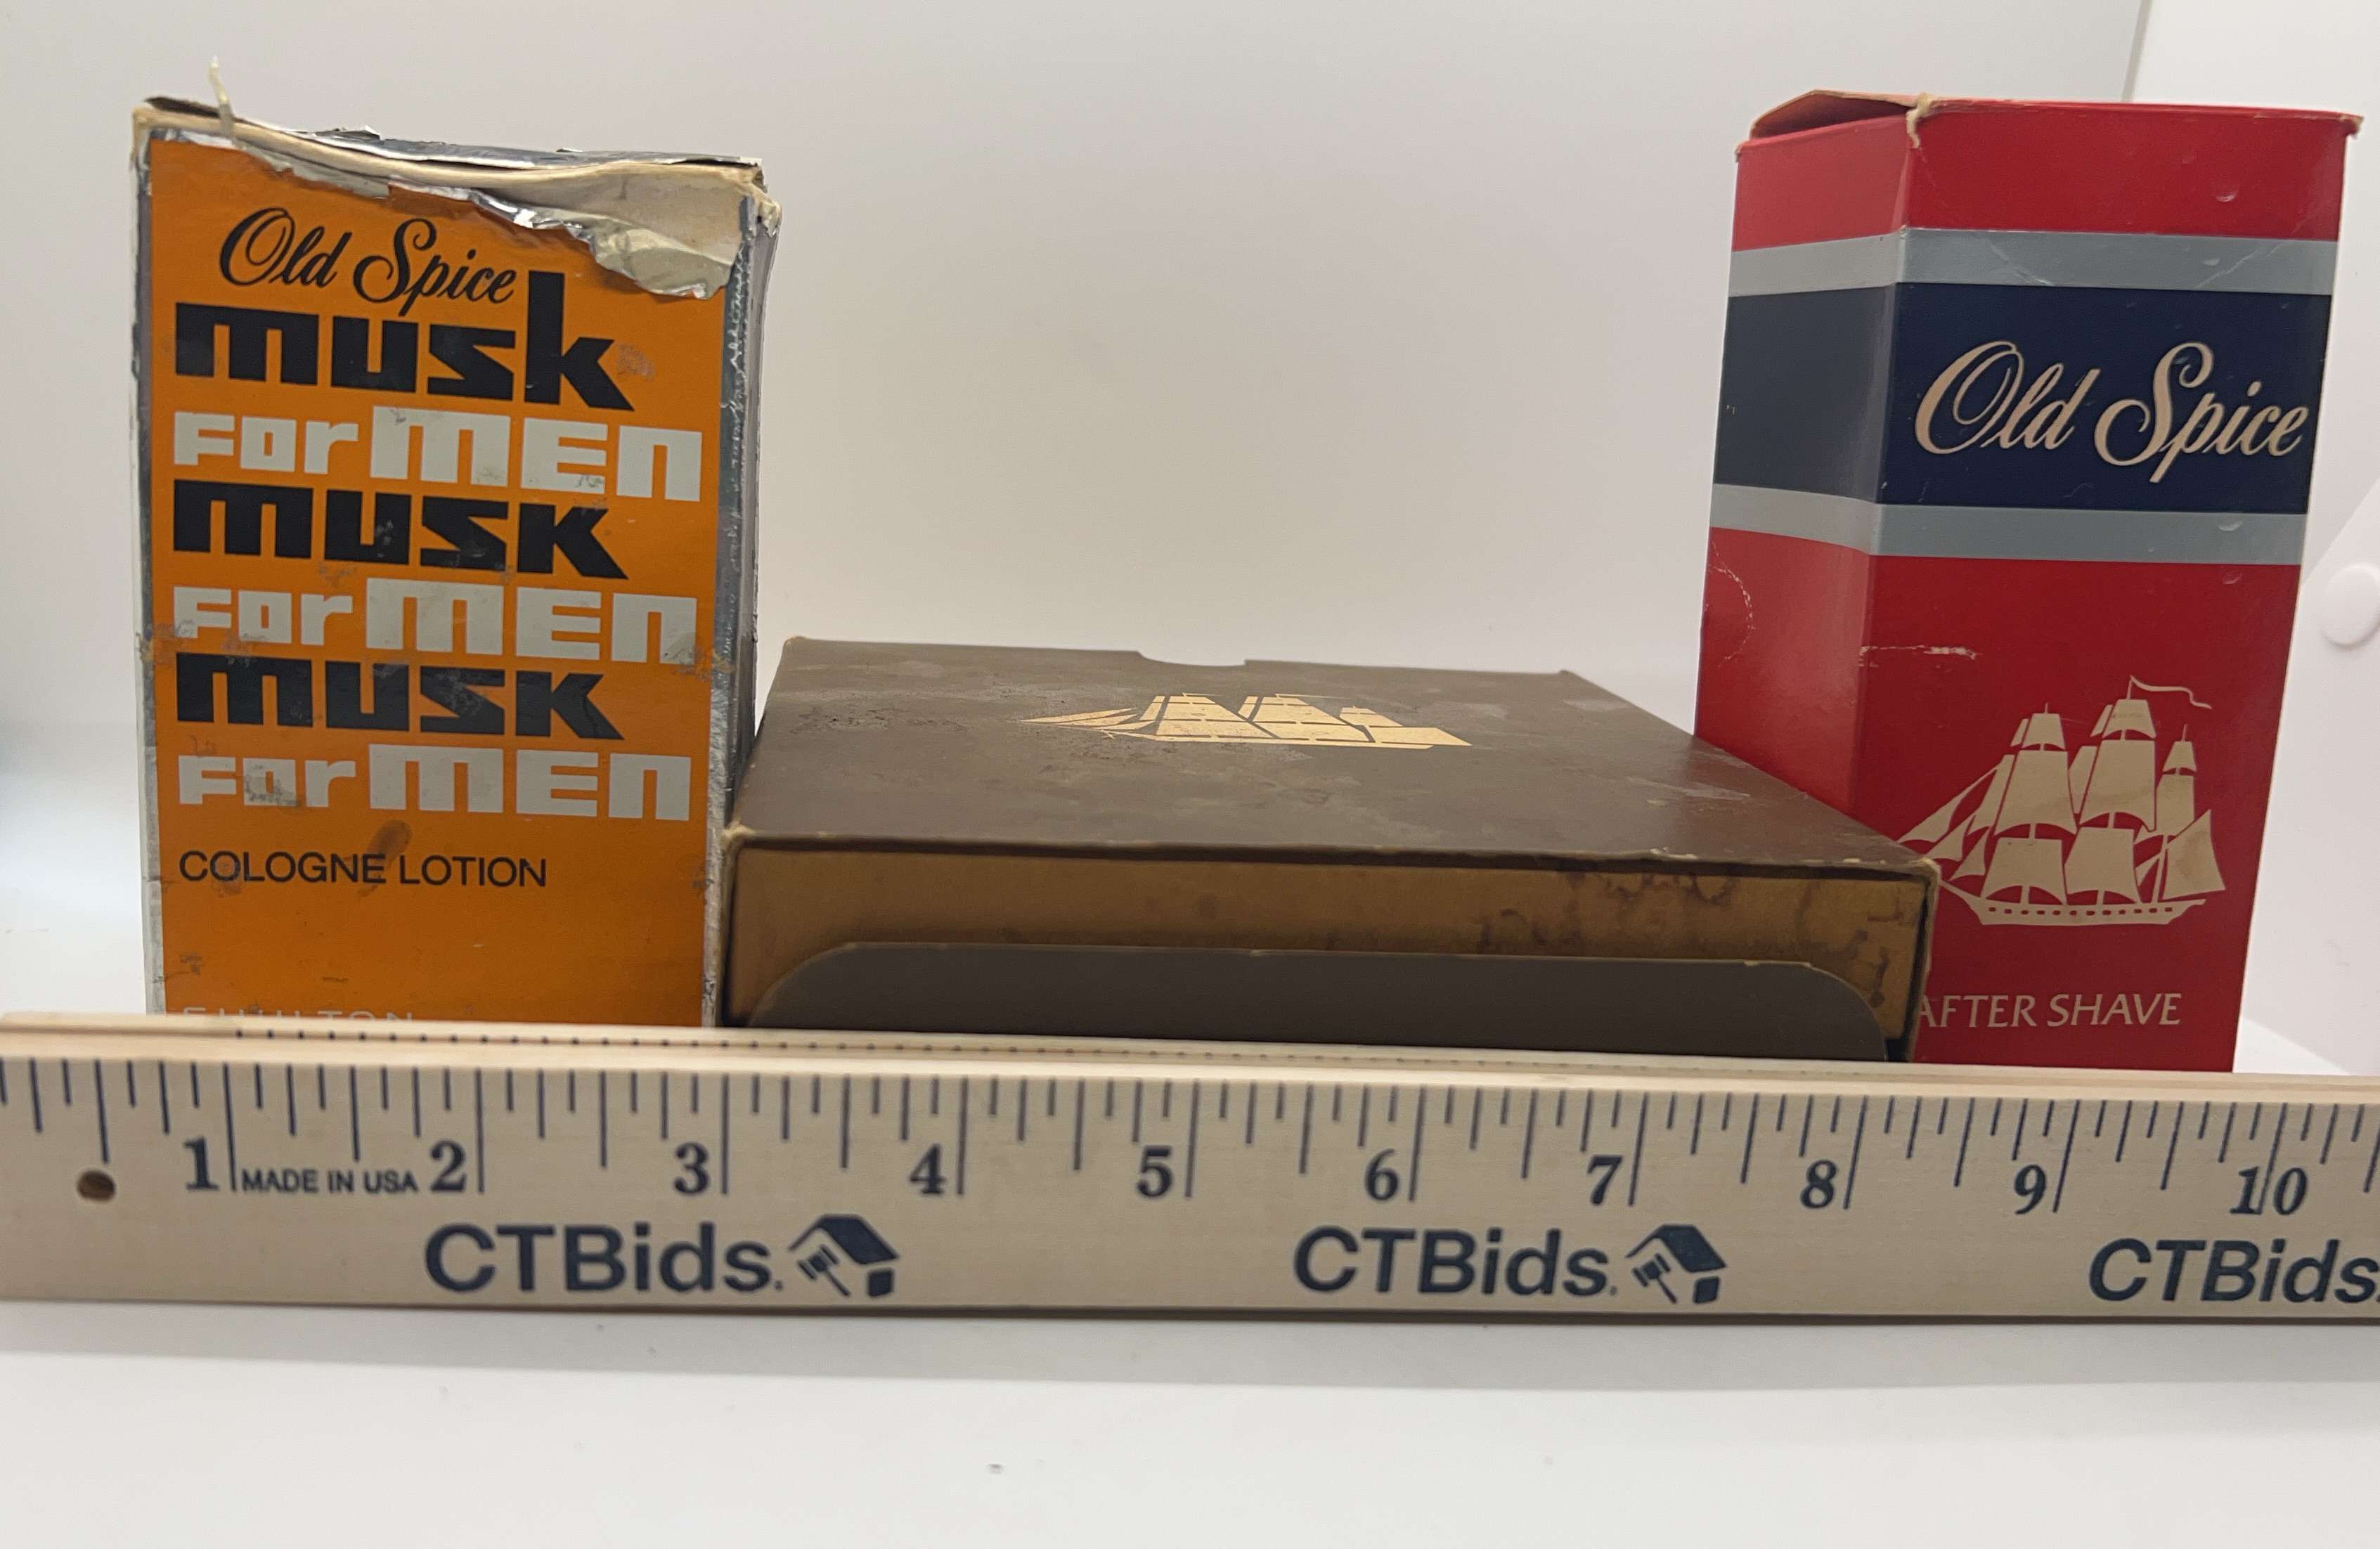 Old Spice
musk
FOR MEN
musk
FOR MEN
musk
FOR MEN
COLOGNE LOTION
SHULTON
Old Spice
AFTER SHAVE
1 MADE IN USA 2 3 4 5 6 7 8 9 10
CTBids. CTBids. CTBids.